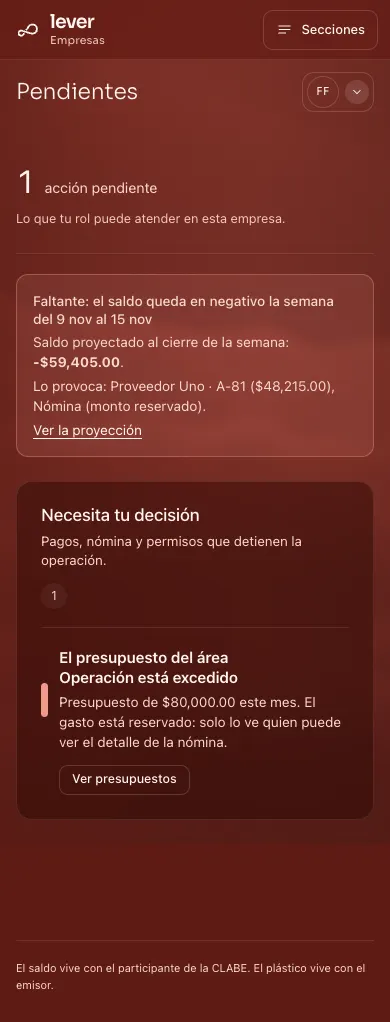 lever
Empresas
Secciones
Pendientes
FF
1 acción pendiente
Lo que tu rol puede atender en esta empresa.
Faltante: el saldo queda en negativo la semana
del 9 nov al 15 nov
Saldo proyectado al cierre de la semana:
-$59,405.00.
Lo provoca: Proveedor Uno · A-81 ($48,215.00),
Nómina (monto reservado).
Ver la proyección
Necesita tu decisión
Pagos, nómina y permisos que detienen la
operación.
1
El presupuesto del área
Operación está excedido
Presupuesto de $80,000.00 este mes. El
gasto está reservado: solo lo ve quien puede
ver el detalle de la nómina.
Ver presupuestos
El saldo vive con el participante de la CLABE. El plástico vive con el
emisor.